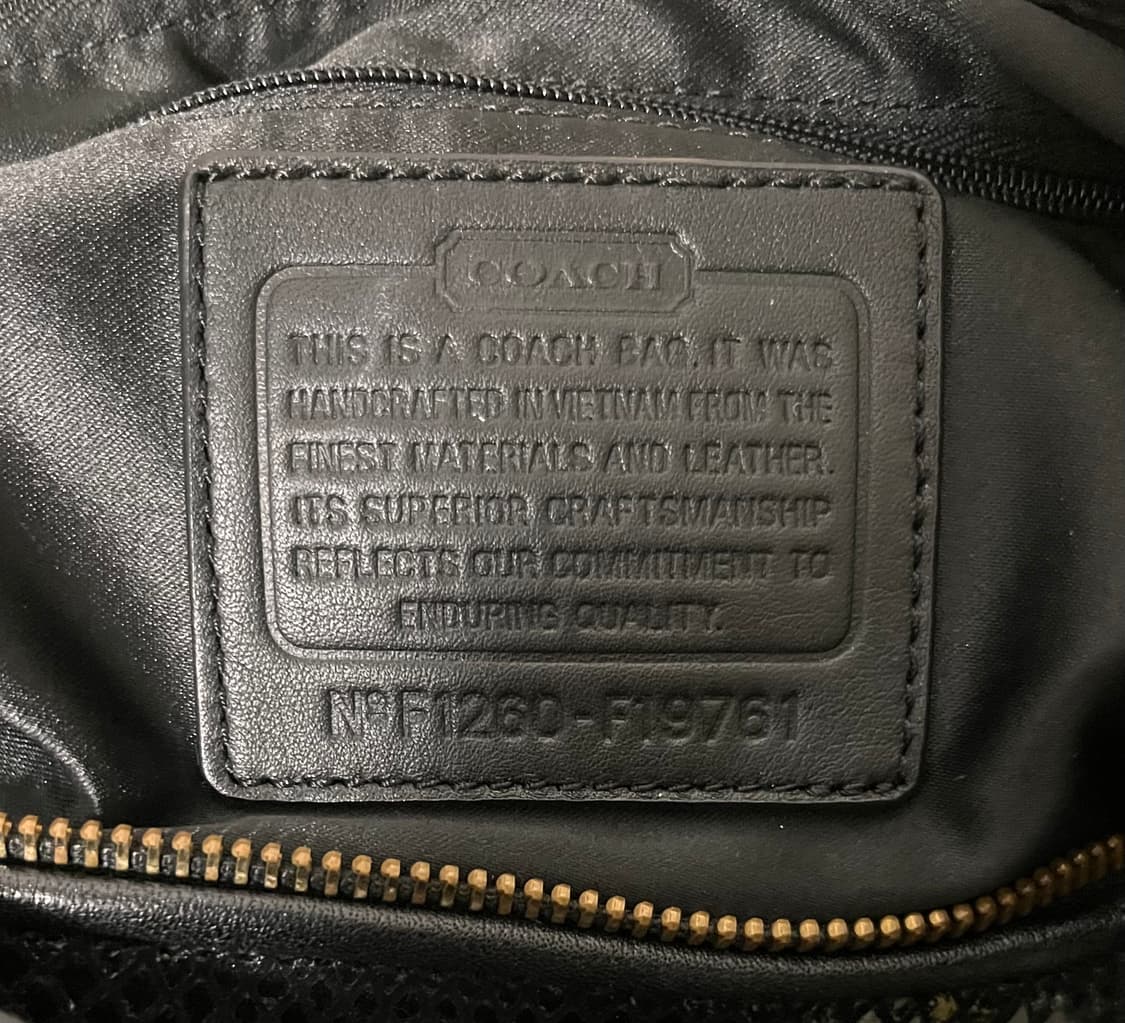 COACH
THIS IS A COACH BAG. IT WAS
HANDCRAFTED IN VIETNAM FROM THE
FINEST MATERIALS AND LEATHER.
ITS SUPERIOR CRAFTSMANSHIP
REFLECTS OUR COMMITMENT TO
ENDURING QUALITY.
Nº F1260-F19761